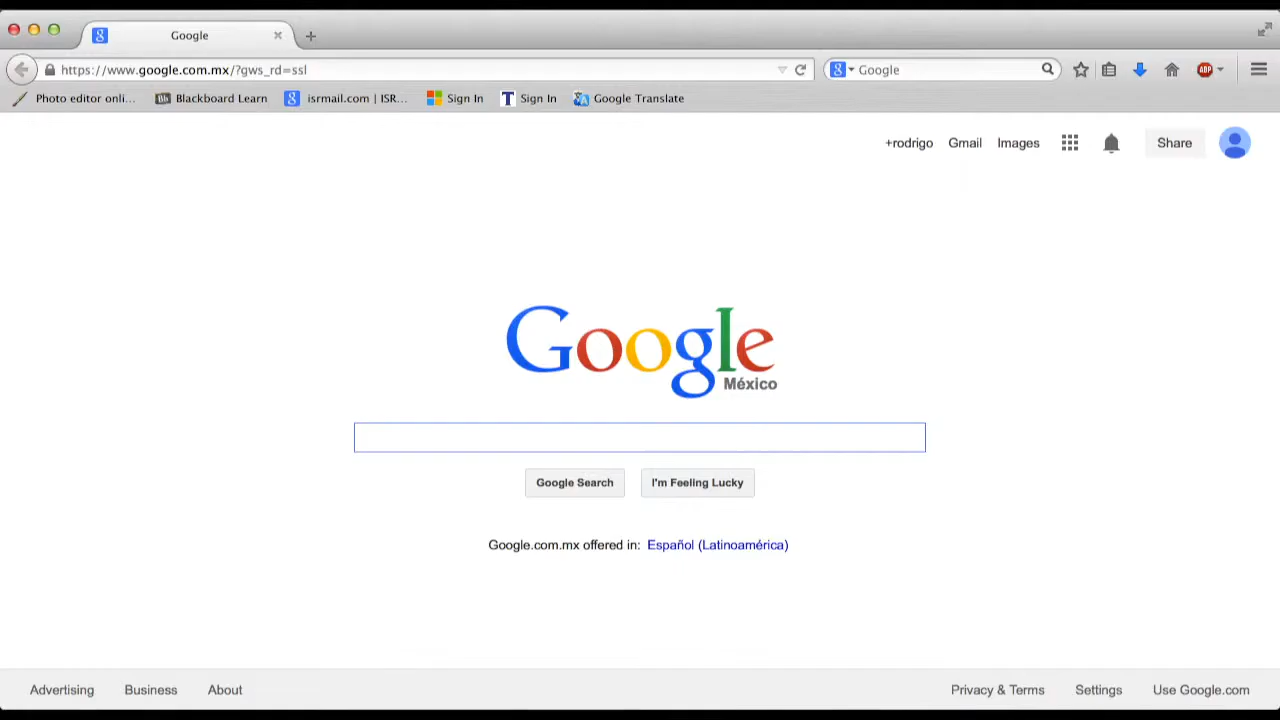 Google
https://www.google.com.mx/?gws_rd=ssl
Google
ABP
Photo editor onli... Bb Blackboard Learn isrmail.com | ISR... Sign In T Sign In Google Translate
+rodrigo Gmail Images Share
Google
México
Google Search I'm Feeling Lucky
Google.com.mx offered in: Español (Latinoamérica)
Advertising Business About Privacy & Terms Settings Use Google.com